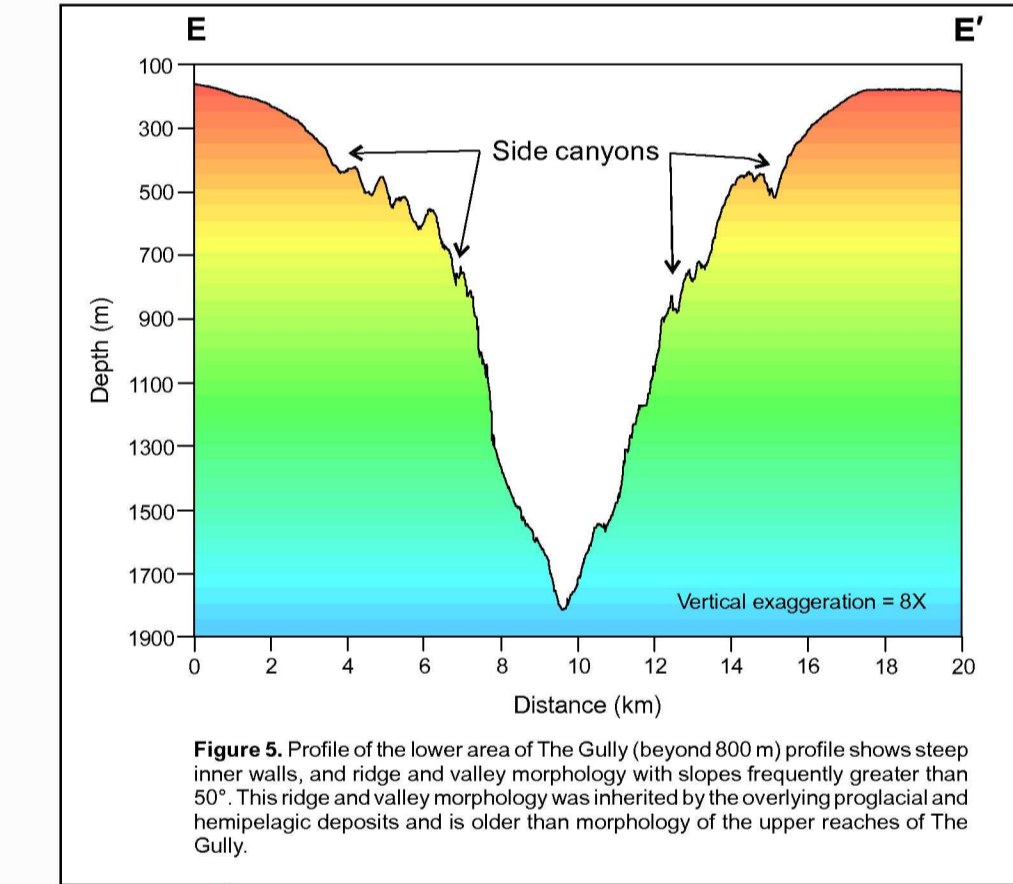 E E′
100
300
Side canyons
500
700
900
Depth (m)
1100
1300
1500
1700
Vertical exaggeration = 8X
1900
0 2 4 6 8 10 12 14 16 18 20
Distance (km)
Figure 5. Profile of the lower area of The Gully (beyond 800 m) profile shows steep
inner walls, and ridge and valley morphology with slopes frequently greater than
50°. This ridge and valley morphology was inherited by the overlying proglacial and
hemipelagic deposits and is older than morphology of the upper reaches of The
Gully.